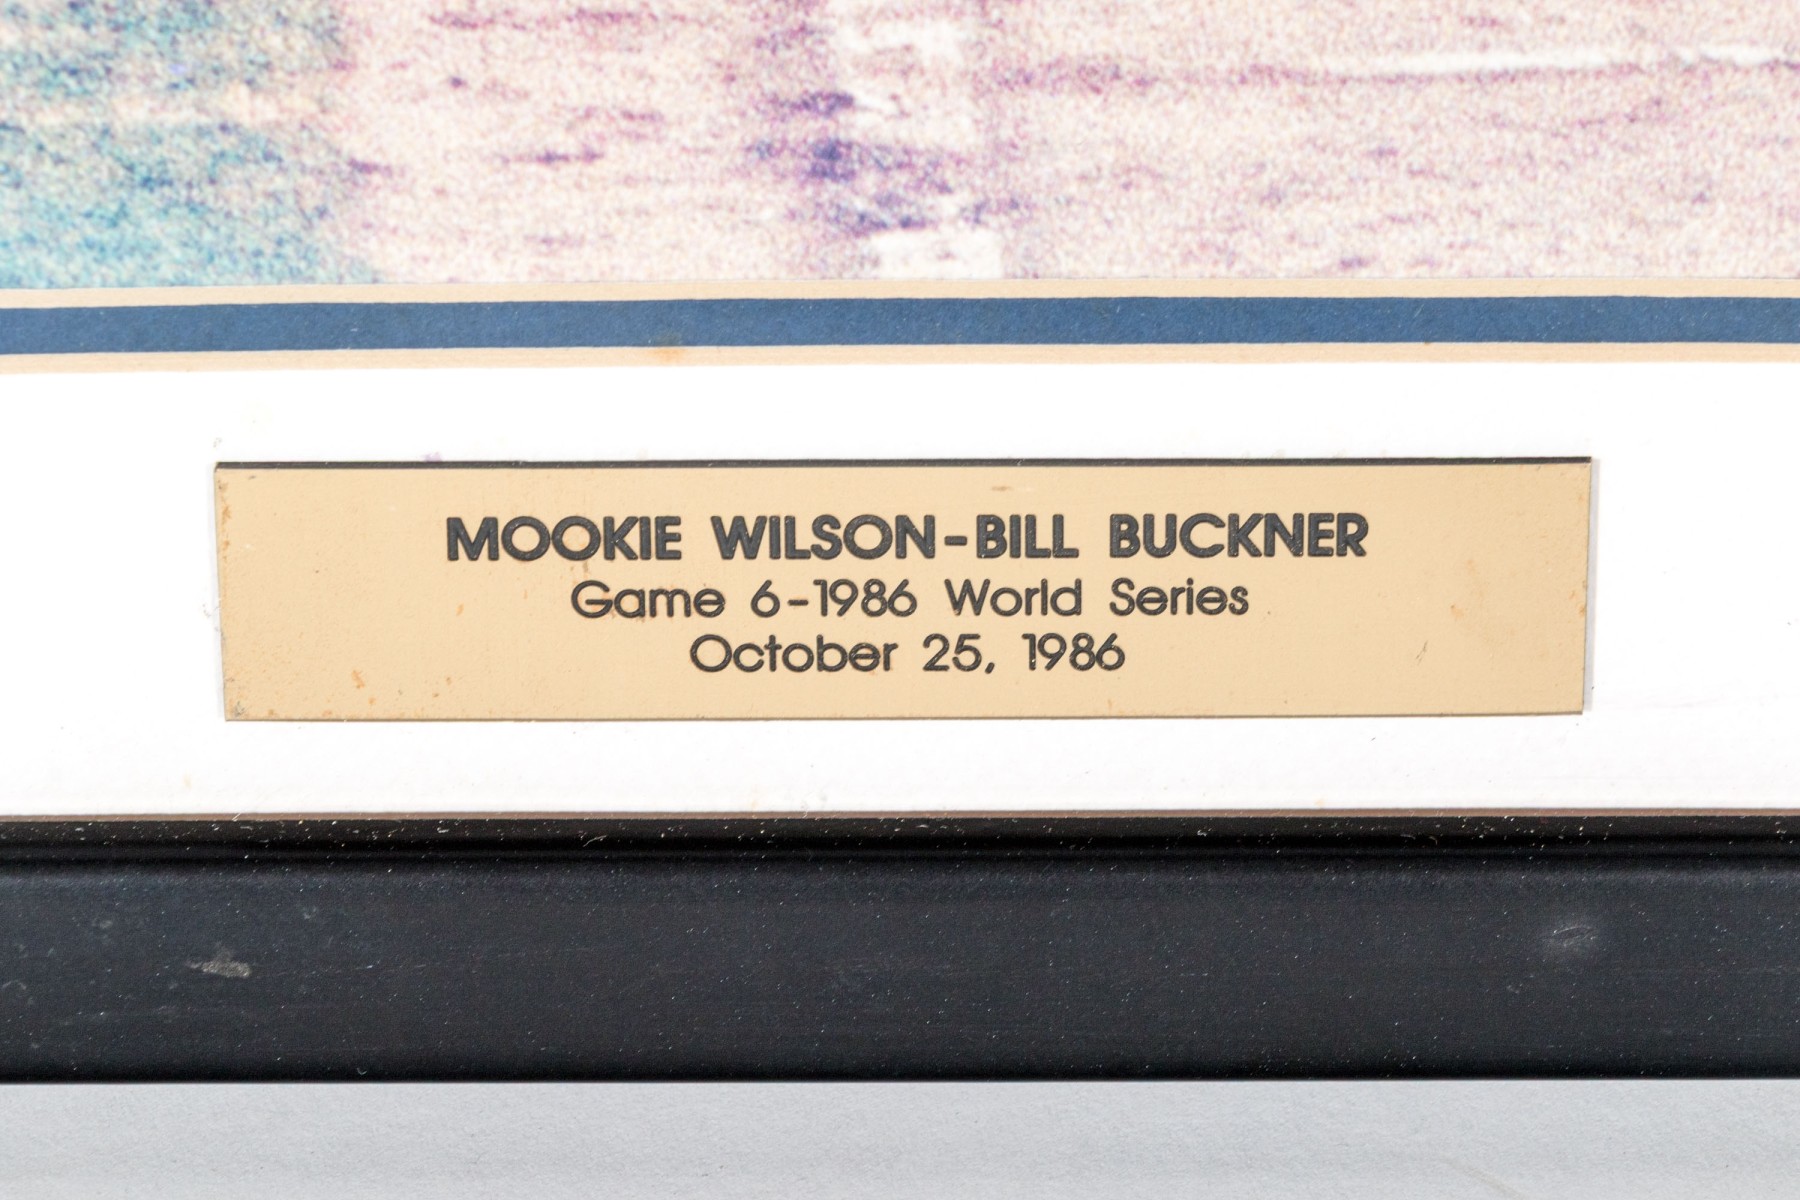 MOOKIE WILSON-BILL BUCKNER
Game 6-1986 World Series
October 25, 1986